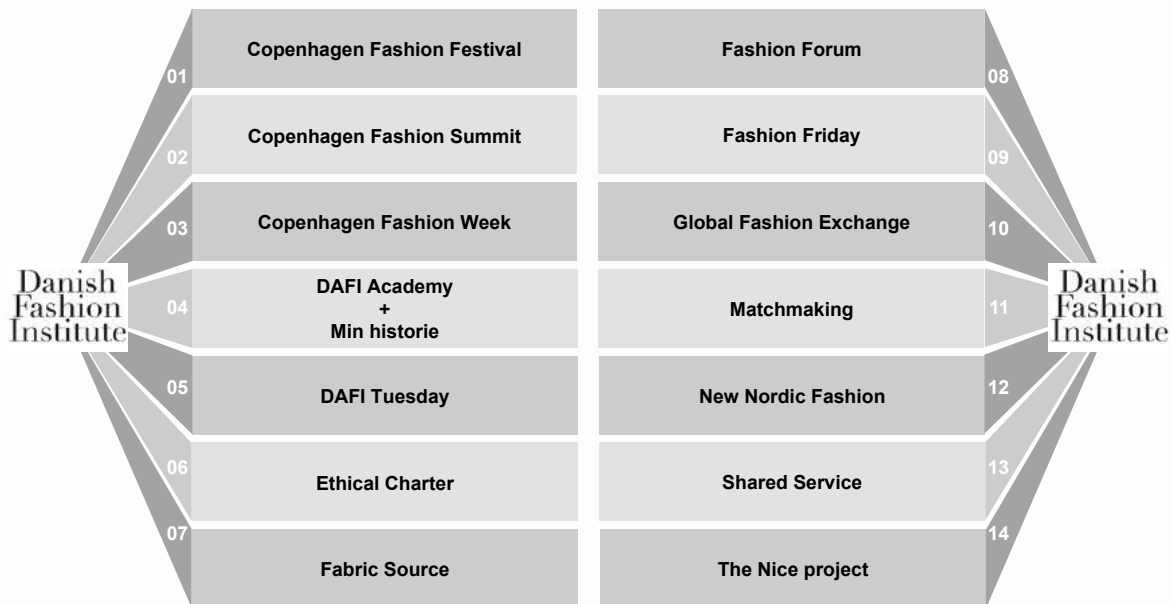 01
Copenhagen Fashion Festival
02
Copenhagen Fashion Summit
03
Copenhagen Fashion Week
Danish
Fashion
Institute
04
DAFI Academy
+
Min historie
05
DAFI Tuesday
06
Ethical Charter
07
Fabric Source
Fashion Forum
08
Fashion Friday
09
Global Fashion Exchange
10
Matchmaking
11
Danish
Fashion
Institute
New Nordic Fashion
12
Shared Service
13
The Nice project
14